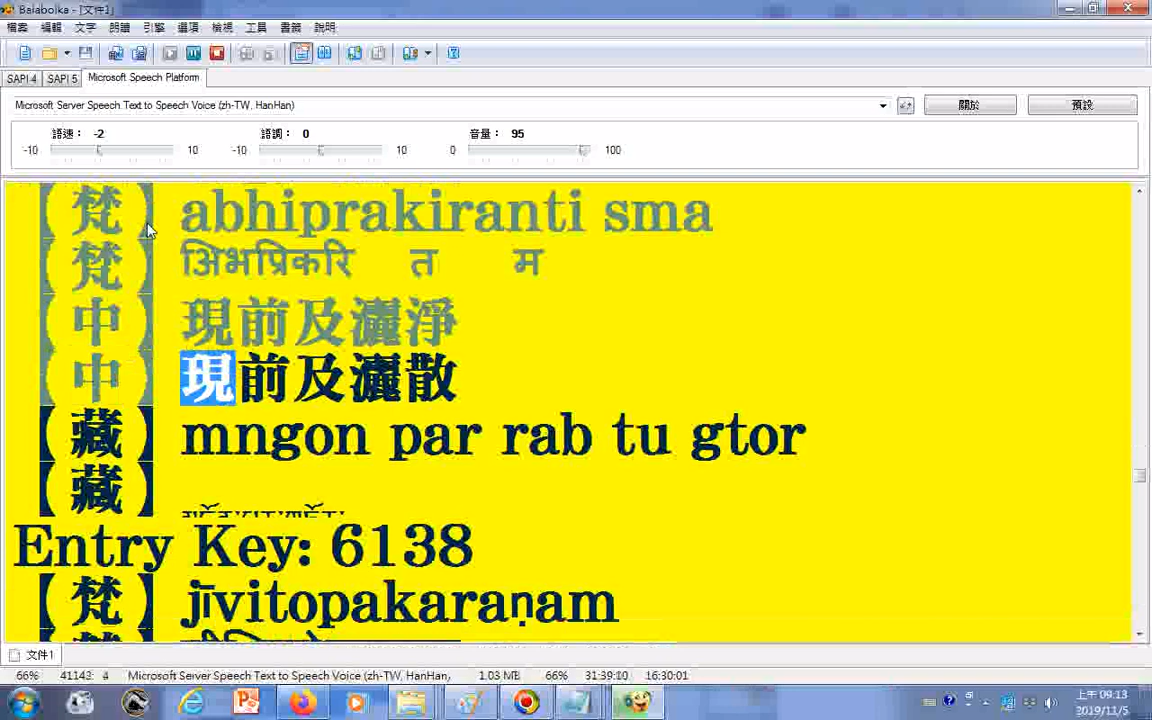 Balabolka - [文件1]
檔案 編輯 文字 朗讀 引擎 選項 檢視 工具 書籤 說明
SAPI 4 SAPI 5 Microsoft Speech Platform
Microsoft Server Speech Text to Speech Voice (zh-TW, HanHan) 關於 預設
語速: -2 語調: 0 音量: 95
-10 10 -10 10 0 100
【梵】 abhiprakiranti sma
【梵】 अिभप्रिकरि त म
【中】 現前及灑淨
【中】 現前及灑散
【藏】 mngon par rab tu gtor
【藏】
Entry Key: 6138
【梵】 jīvitopakaraṇam
文件1
66% 41143: 4 Microsoft Server Speech Text to Speech Voice (zh-TW, HanHan, 1.03 MB 66% 31:39:10 16:30:01
上午 09:13
2019/11/5